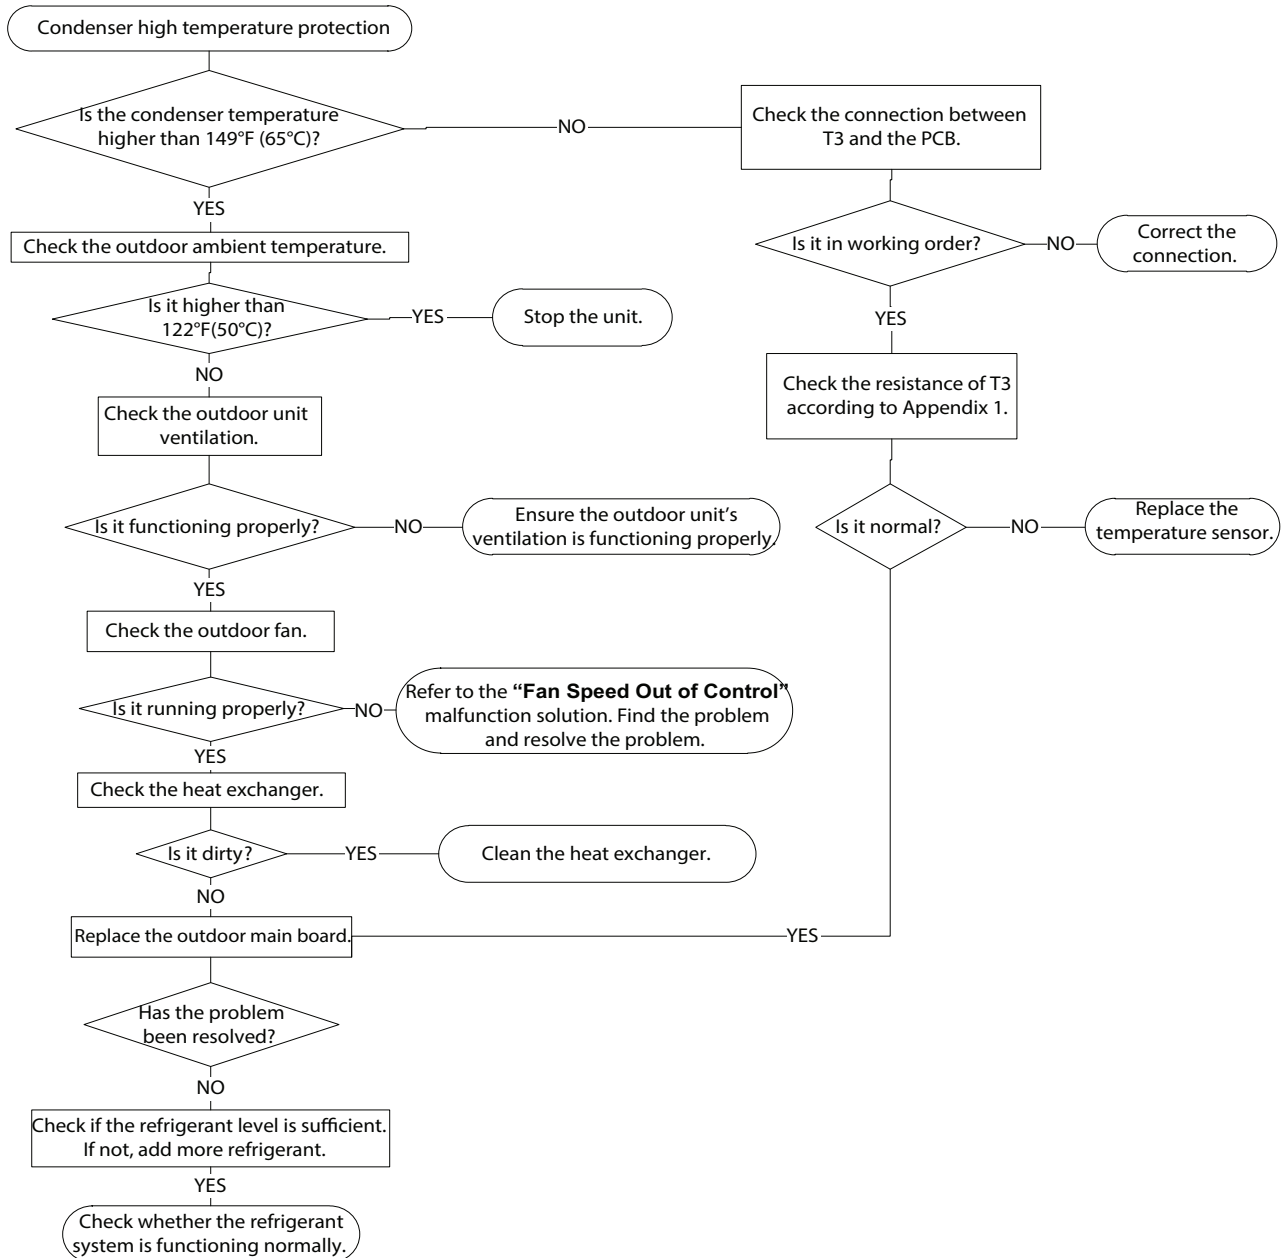 Condenser high temperature protection
Is the condenser temperature
higher than 149°F (65°C)?
NO
Check the connection between
T3 and the PCB.
YES
Check the outdoor ambient temperature.
Is it in working order?
NO
Correct the
connection.
Is it higher than
122°F(50°C)?
YES
Stop the unit.
YES
NO
Check the outdoor unit
ventilation.
Check the resistance of T3
according to Appendix 1.
Is it functioning properly?
NO
Ensure the outdoor unit's
ventilation is functioning properly.
Is it normal?
NO
Replace the
temperature sensor.
YES
Check the outdoor fan.
Is it running properly?
NO
Refer to the “Fan Speed Out of Control”
malfunction solution. Find the problem
and resolve the problem.
YES
Check the heat exchanger.
Is it dirty?
YES
Clean the heat exchanger.
NO
Replace the outdoor main board.
YES
Has the problem
been resolved?
NO
Check if the refrigerant level is sufficient.
If not, add more refrigerant.
YES
Check whether the refrigerant
system is functioning normally.